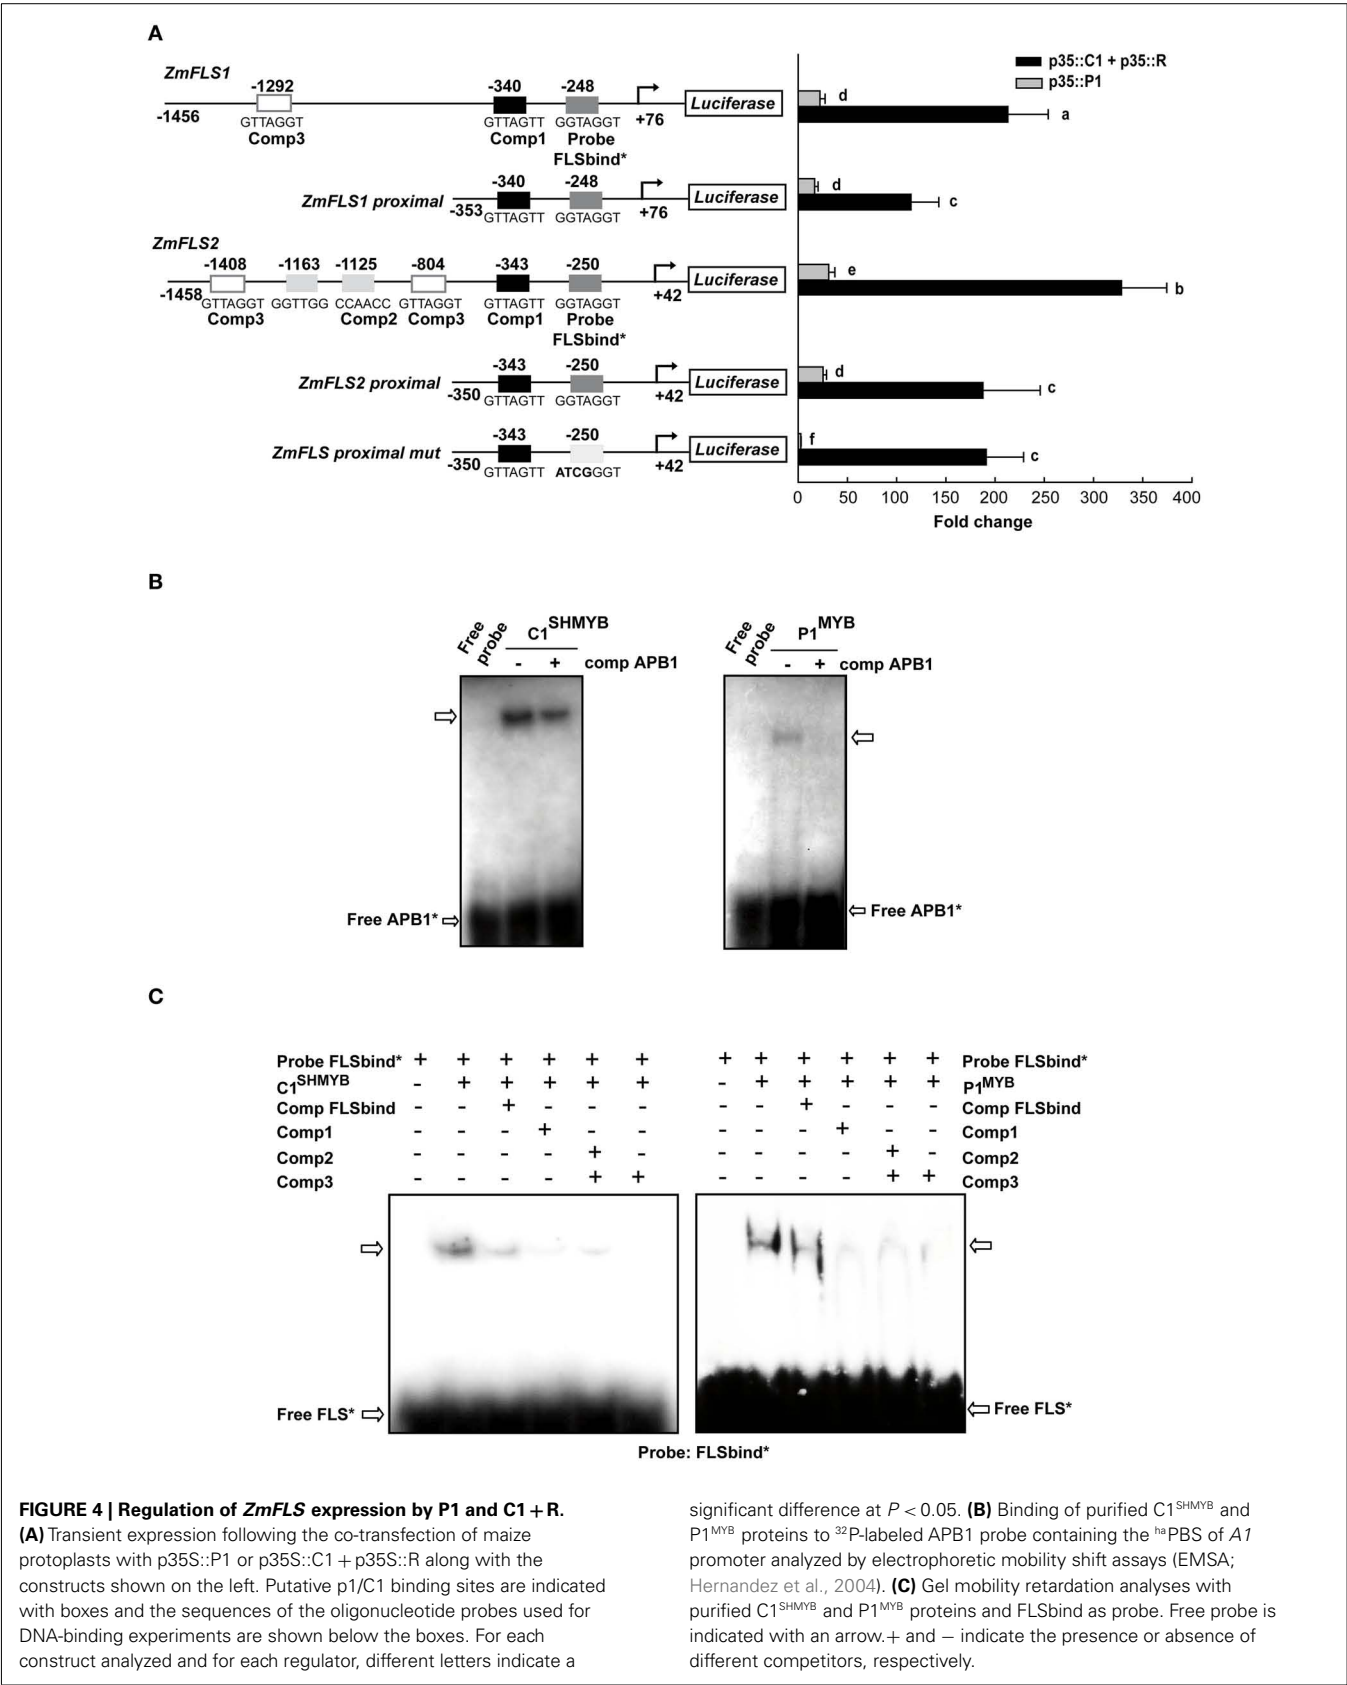 A
p35::C1 + p35::R
p35::P1
ZmFLS1
-1292 -340 -248
-1456 +76 Luciferase d a
GTTAGGT GTTAGTT GGTAGGT
Comp3 Comp1 Probe
FLSbind*
-340 -248
ZmFLS1 proximal -353 +76 Luciferase d c
GTTAGTT GGTAGGT
ZmFLS2
-1408 -1163 -1125 -804 -343 -250
-1458 +42 Luciferase e b
GTTAGGT GGTTGG CCAACC GTTAGGT GTTAGTT GGTAGGT
Comp3 Comp2 Comp3 Comp1 Probe
FLSbind*
-343 -250
ZmFLS2 proximal -350 +42 Luciferase d c
GTTAGTT GGTAGGT
-343 -250
ZmFLS proximal mut -350 +42 Luciferase f c
GTTAGTT ATCGGGT
0 50 100 150 200 250 300 350 400
Fold change
B
Free probe C1SHMYB
- + comp APB1
Free APB1*
Free probe P1MYB
- + comp APB1
Free APB1*
C
Probe FLSbind* + + + + + + + + + + + + Probe FLSbind*
C1SHMYB - + + + + + - + + + + + P1MYB
Comp FLSbind - - + - - - - - + - - - Comp FLSbind
Comp1 - - - + - - - - - + - - Comp1
Comp2 - - - - + - - - - - + - Comp2
Comp3 - - - - + + - - - - + + Comp3
Free FLS* Free FLS*
Probe: FLSbind*
FIGURE 4 | Regulation of ZmFLS expression by P1 and C1 + R.
(A) Transient expression following the co-transfection of maize
protoplasts with p35S::P1 or p35S::C1 + p35S::R along with the
constructs shown on the left. Putative p1/C1 binding sites are indicated
with boxes and the sequences of the oligonucleotide probes used for
DNA-binding experiments are shown below the boxes. For each
construct analyzed and for each regulator, different letters indicate a
significant difference at P < 0.05. (B) Binding of purified C1SHMYB and
P1MYB proteins to 32P-labeled APB1 probe containing the haPBS of A1
promoter analyzed by electrophoretic mobility shift assays (EMSA;
Hernandez et al., 2004). (C) Gel mobility retardation analyses with
purified C1SHMYB and P1MYB proteins and FLSbind as probe. Free probe is
indicated with an arrow.+ and − indicate the presence or absence of
different competitors, respectively.